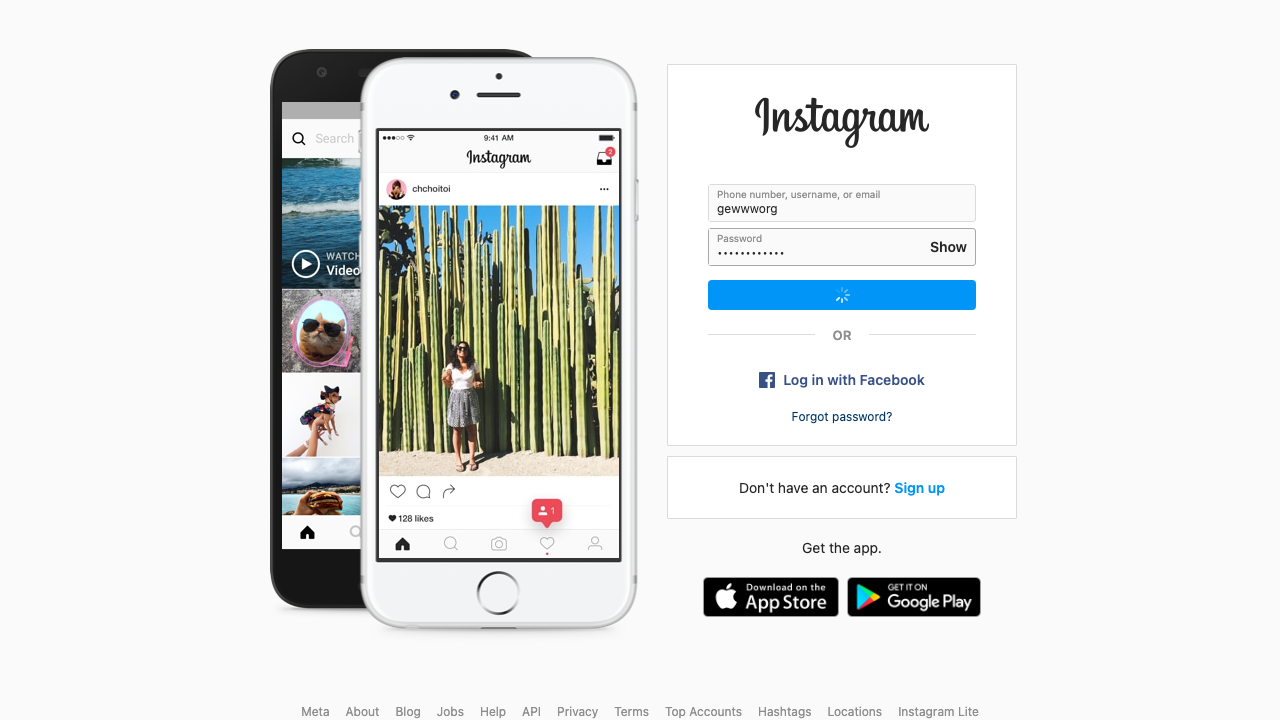 Search
WATCH
Video
9:41 AM
Instagram
2
chchoitoi
128 likes
1
Instagram
Phone number, username, or email
gewwworg
Password
••••••••••••
Show
OR
Log in with Facebook
Forgot password?
Don't have an account? Sign up
Get the app.
Download on the
App Store
GET IT ON
Google Play
Meta About Blog Jobs Help API Privacy Terms Top Accounts Hashtags Locations Instagram Lite